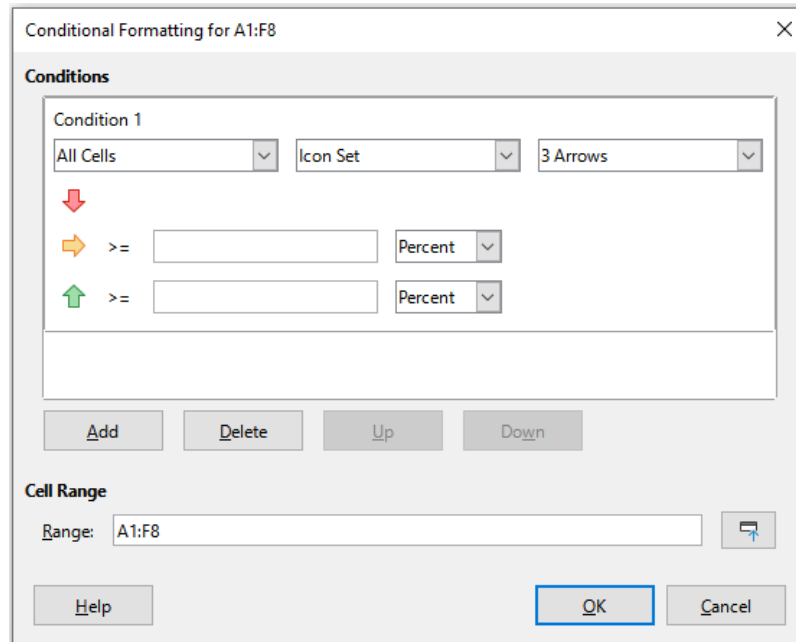 Conditional Formatting for A1:F8
Conditions
Condition 1
All Cells Icon Set 3 Arrows
>= Percent
>= Percent
Add Delete Up Down
Cell Range
Range: A1:F8
Help OK Cancel